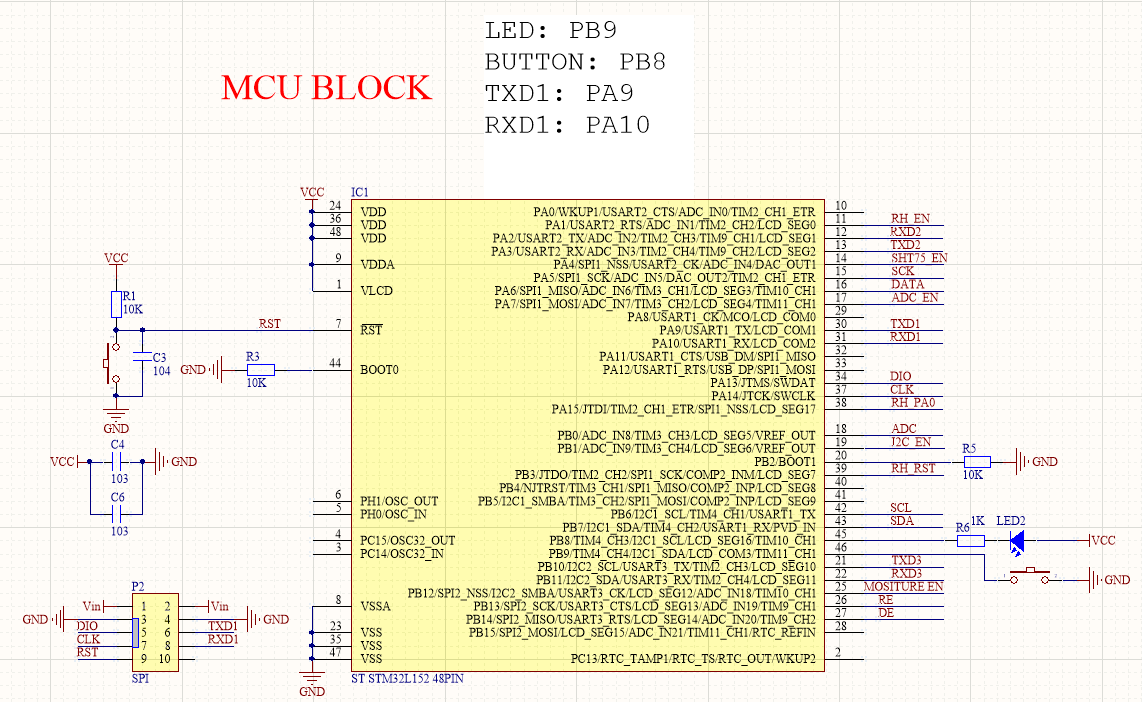 LED: PB9
BUTTON: PB8
TXD1: PA9
RXD1: PA10
MCU BLOCK
VCC
IC1
24 VDD
36 VDD
48 VDD
9 VDDA
1 VLCD
RST 7 RST
44 BOOT0
6 PH1/OSC_OUT
5 PH0/OSC_IN
4 PC15/OSC32_OUT
3 PC14/OSC32_IN
8 VSSA
23 VSS
35 VSS
47 VSS
GND
ST STM32L152 48PIN
PA0/WKUP1/USART2_CTS/ADC_IN0/TIM2_CH1_ETR 10
PA1/USART2_RTS/ADC_IN1/TIM2_CH2/LCD_SEG0 11 RH_EN
PA2/USART2_TX/ADC_IN2/TIM2_CH3/TIM9_CH1/LCD_SEG1 12 RXD2
PA3/USART2_RX/ADC_IN3/TIM2_CH4/TIM9_CH2/LCD_SEG2 13 TXD2
PA4/SPI1_NSS/USART2_CK/ADC_IN4/DAC_OUT1 14 SHT75_EN
PA5/SPI1_SCK/ADC_IN5/DAC_OUT2/TIM2_CH1_ETR 15 SCK
PA6/SPI1_MISO/ADC_IN6/TIM3_CH1/LCD_SEG3/TIM10_CH1 16 DATA
PA7/SPI1_MOSI/ADC_IN7/TIM3_CH2/LCD_SEG4/TIM11_CH1 17 ADC_EN
PA8/USART1_CK/MCO/LCD_COM0 29
PA9/USART1_TX/LCD_COM1 30 TXD1
PA10/USART1_RX/LCD_COM2 31 RXD1
PA11/USART1_CTS/USB_DM/SPI1_MISO 32
PA12/USART1_RTS/USB_DP/SPI1_MOSI 33
PA13/JTMS/SWDAT 34 DIO
PA14/JTCK/SWCLK 37 CLK
PA15/JTDI/TIM2_CH1_ETR/SPI1_NSS/LCD_SEG17 38 RH_PA0
PB0/ADC_IN8/TIM3_CH3/LCD_SEG5/VREF_OUT 18 ADC
PB1/ADC_IN9/TIM3_CH4/LCD_SEG6/VREF_OUT 19 J2C_EN
PB2/BOOT1 20
PB3/JTDO/TIM2_CH2/SPI1_SCK/COMP2_INM/LCD_SEG7 39 RH_RST
PB4/NJTRST/TIM3_CH1/SPI1_MISO/COMP2_INP/LCD_SEG8 40
PB5/I2C1_SMBA/TIM3_CH2/SPI1_MOSI/COMP2_INP/LCD_SEG9 41
PB6/I2C1_SCL/TIM4_CH1/USART1_TX 42 SCL
PB7/I2C1_SDA/TIM4_CH2/USART1_RX/PVD_IN 43 SDA
PB8/TIM4_CH3/I2C1_SCL/LCD_SEG16/TIM10_CH1 45
PB9/TIM4_CH4/I2C1_SDA/LCD_COM3/TIM11_CH1 46
PB10/I2C2_SCL/USART3_TX/TIM2_CH3/LCD_SEG10 21 TXD3
PB11/I2C2_SDA/USART3_RX/TIM2_CH4/LCD_SEG11 22 RXD3
PB12/SPI2_NSS/I2C2_SMBA/USART3_CK/LCD_SEG12/ADC_IN18/TIM10_CH1 25 MOSITURE EN
PB13/SPI2_SCK/USART3_CTS/LCD_SEG13/ADC_IN19/TIM9_CH1 26 RE
PB14/SPI2_MISO/USART3_RTS/LCD_SEG14/ADC_IN20/TIM9_CH2 27 DE
PB15/SPI2_MOSI/LCD_SEG15/ADC_IN21/TIM11_CH1/RTC_REFIN 28
PC13/RTC_TAMP1/RTC_TS/RTC_OUT/WKUP2 2
VCC
R1
10K
C3
104
GND
GND
R3
10K
C4
VCC
GND
103
C6
103
P2
Vin 1 2 Vin
GND 3 4 GND
DIO 5 6 TXD1
CLK 7 8 RXD1
RST 9 10
SPI
R5
10K
GND
R6
1K
LED2
VCC
1
2
GND